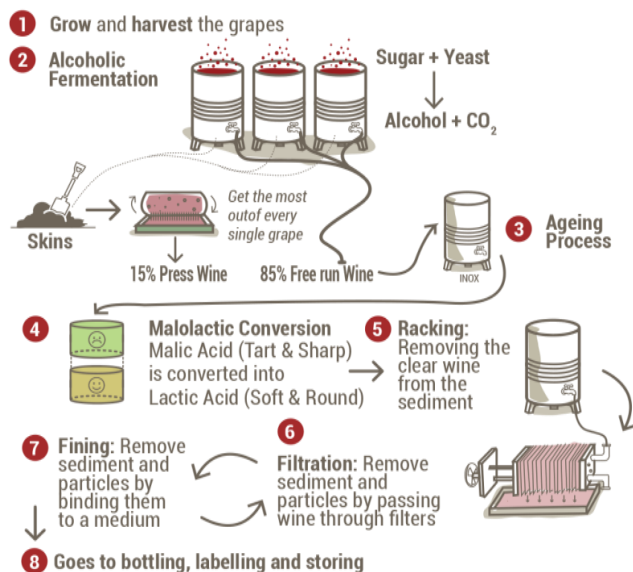 1 Grow and harvest the grapes
2 Alcoholic
Fermentation
Sugar + Yeast
Alcohol + CO₂
Skins
Get the most
outof every
single grape
15% Press Wine
85% Free run Wine
INOX
3 Ageing
Process
4 Malolactic Conversion
Malic Acid (Tart & Sharp)
is converted into
Lactic Acid (Soft & Round)
5 Racking:
Removing the
clear wine
from the
sediment
6
Filtration: Remove
sediment and
particles by passing
wine through filters
7 Fining: Remove
sediment and
particles by
binding them
to a medium
8 Goes to bottling, labelling and storing